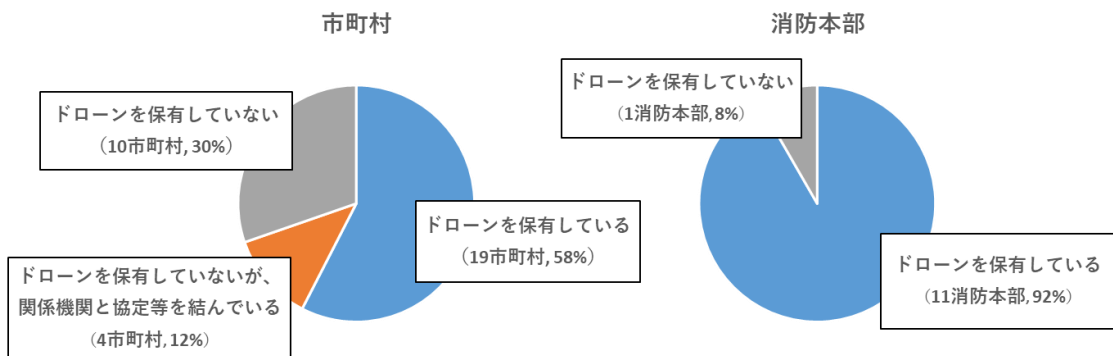 市町村
ドローンを保有していない
（10市町村, 30%）
ドローンを保有している
（19市町村, 58%）
ドローンを保有していないが、
関係機関と協定等を結んでいる
（4市町村, 12%）
消防本部
ドローンを保有していない
（1消防本部, 8%）
ドローンを保有している
（11消防本部, 92%）